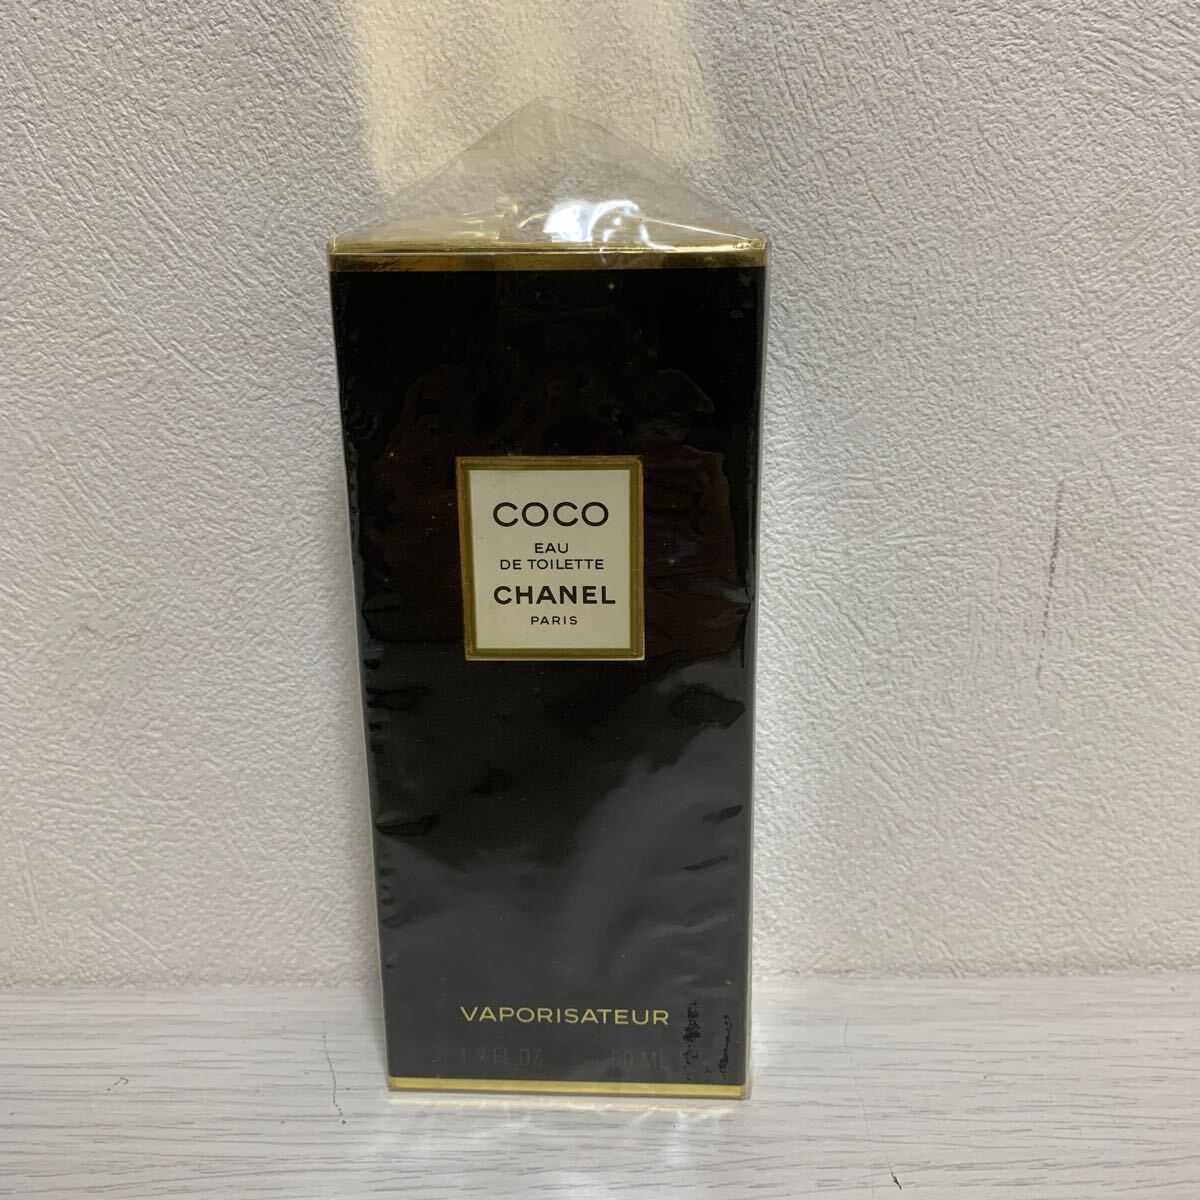 COCO
EAU
DE TOILETTE
CHANEL
PARIS
VAPORISATEUR
1.7 FL.OZ 50 ML